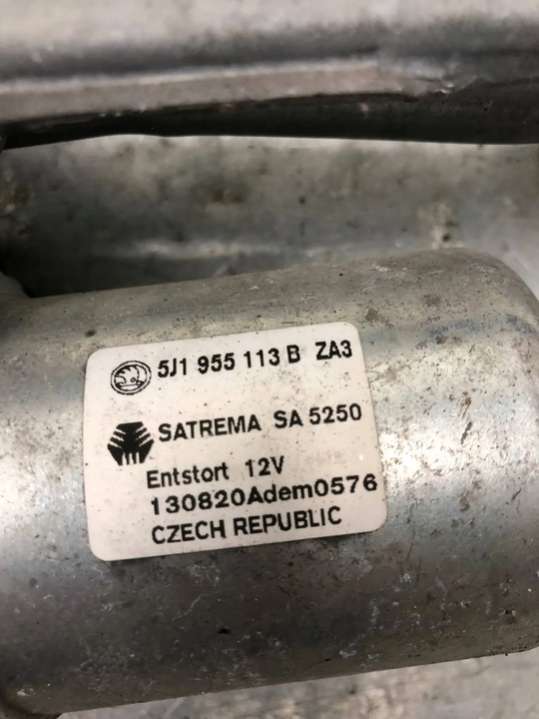 5J1 955 113 B ZA3
SATREMA SA 5250
Entstort 12V
130820Adem0576
CZECH REPUBLIC